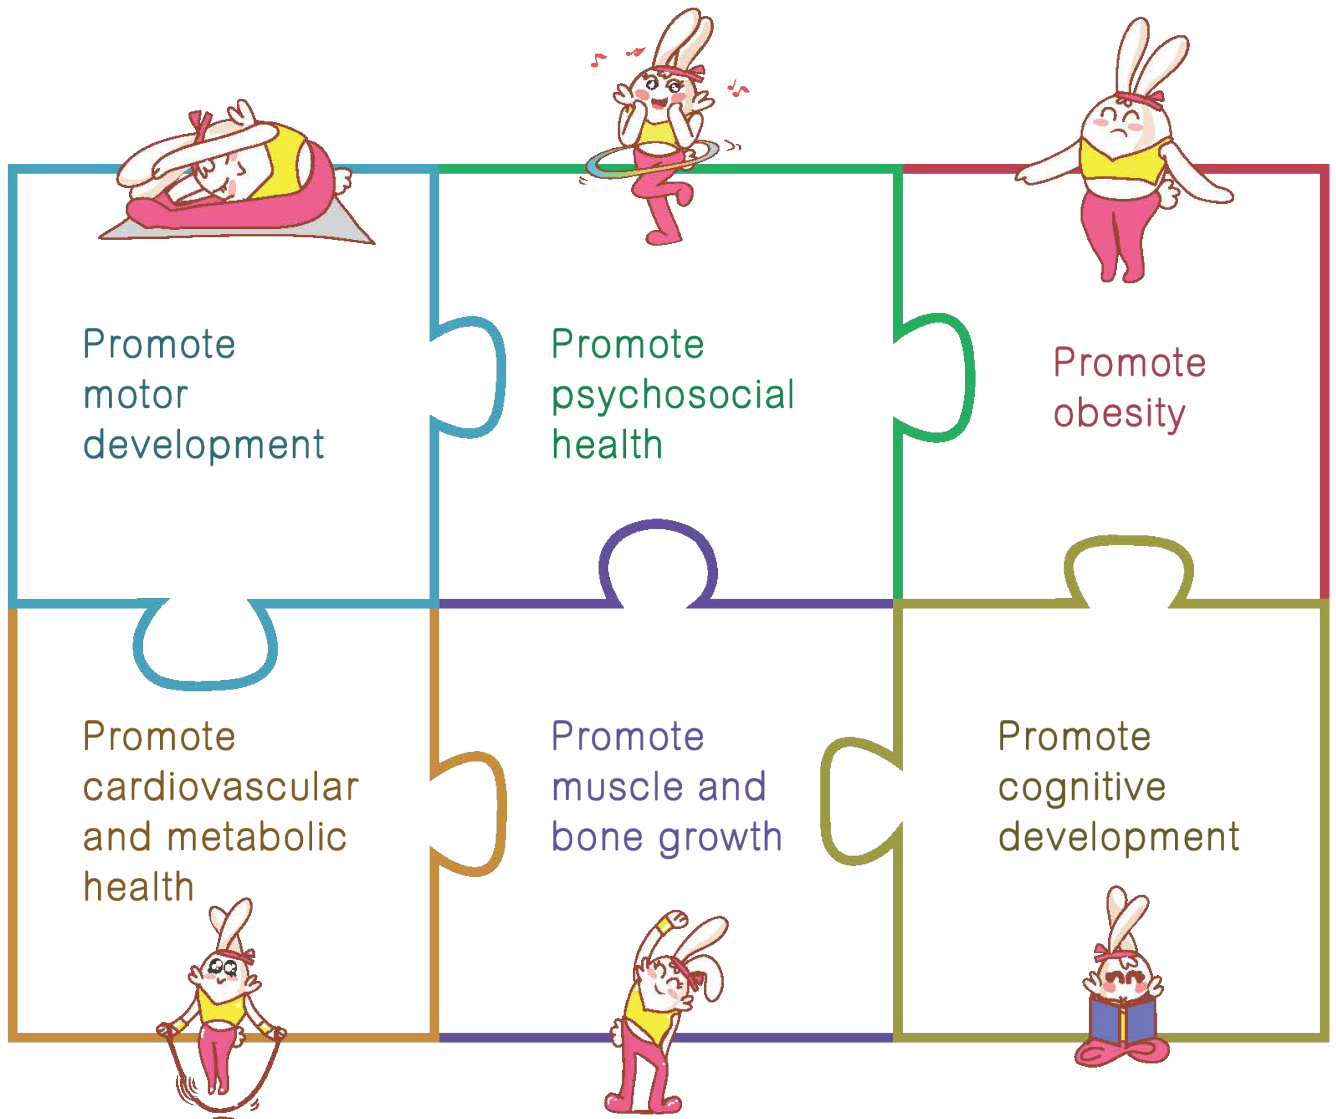 Promote
motor
development
Promote
psychosocial
health
Promote
obesity
Promote
cardiovascular
and metabolic
health
Promote
muscle and
bone growth
Promote
cognitive
development